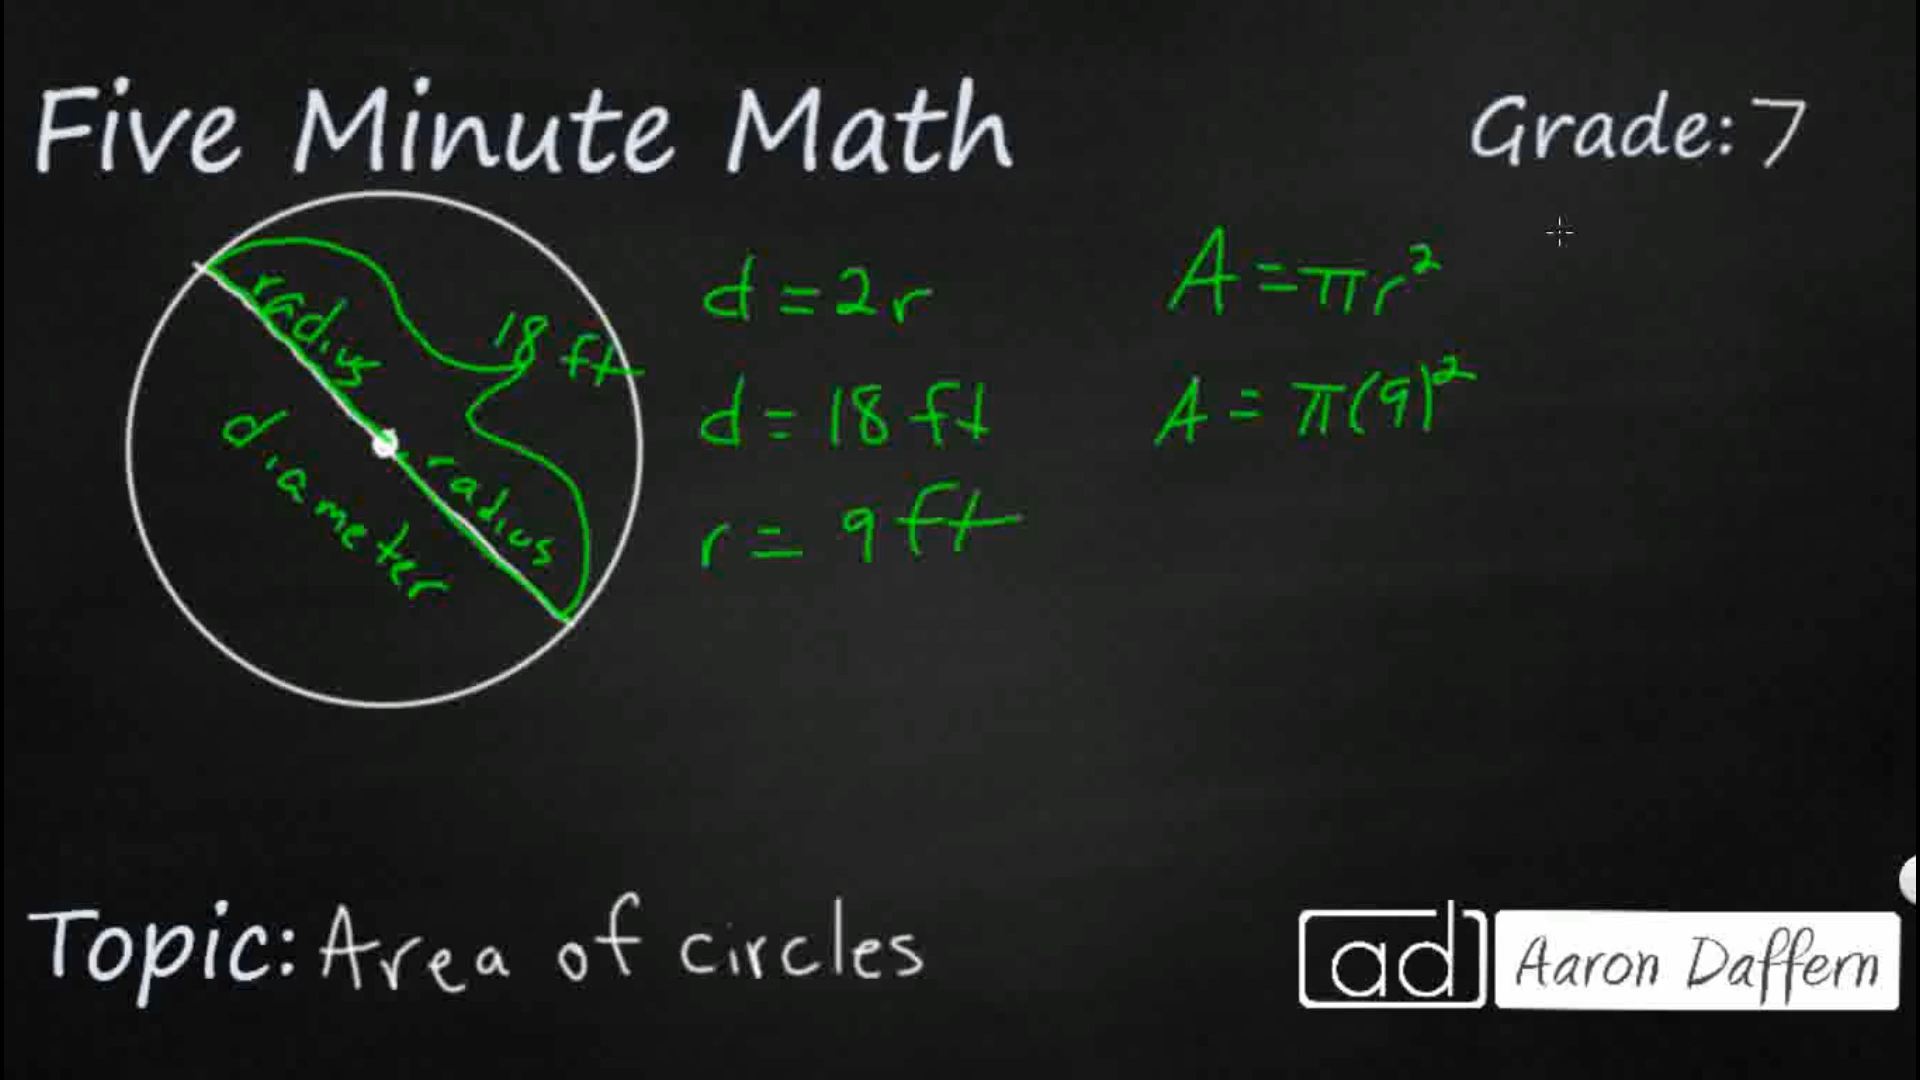 Five Minute Math
Grade: 7
radius
18 ft
diameter
radius
d = 2r
d = 18 ft
r = 9 ft
A = πr²
A = π(9)²
Topic: Area of circles
ad Aaron Daffern